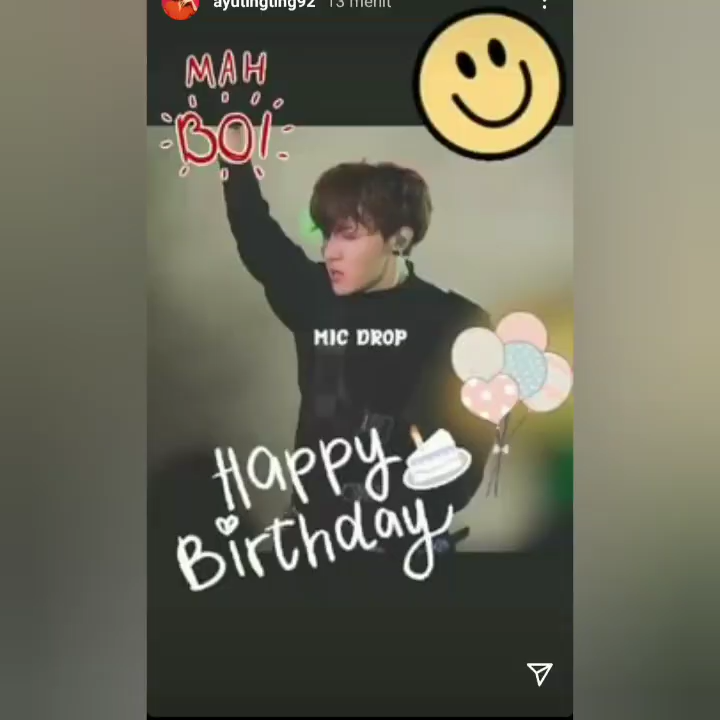 ayutingting92 13 menit
MAH
BOI
MIC DROP
Happy
Birthday